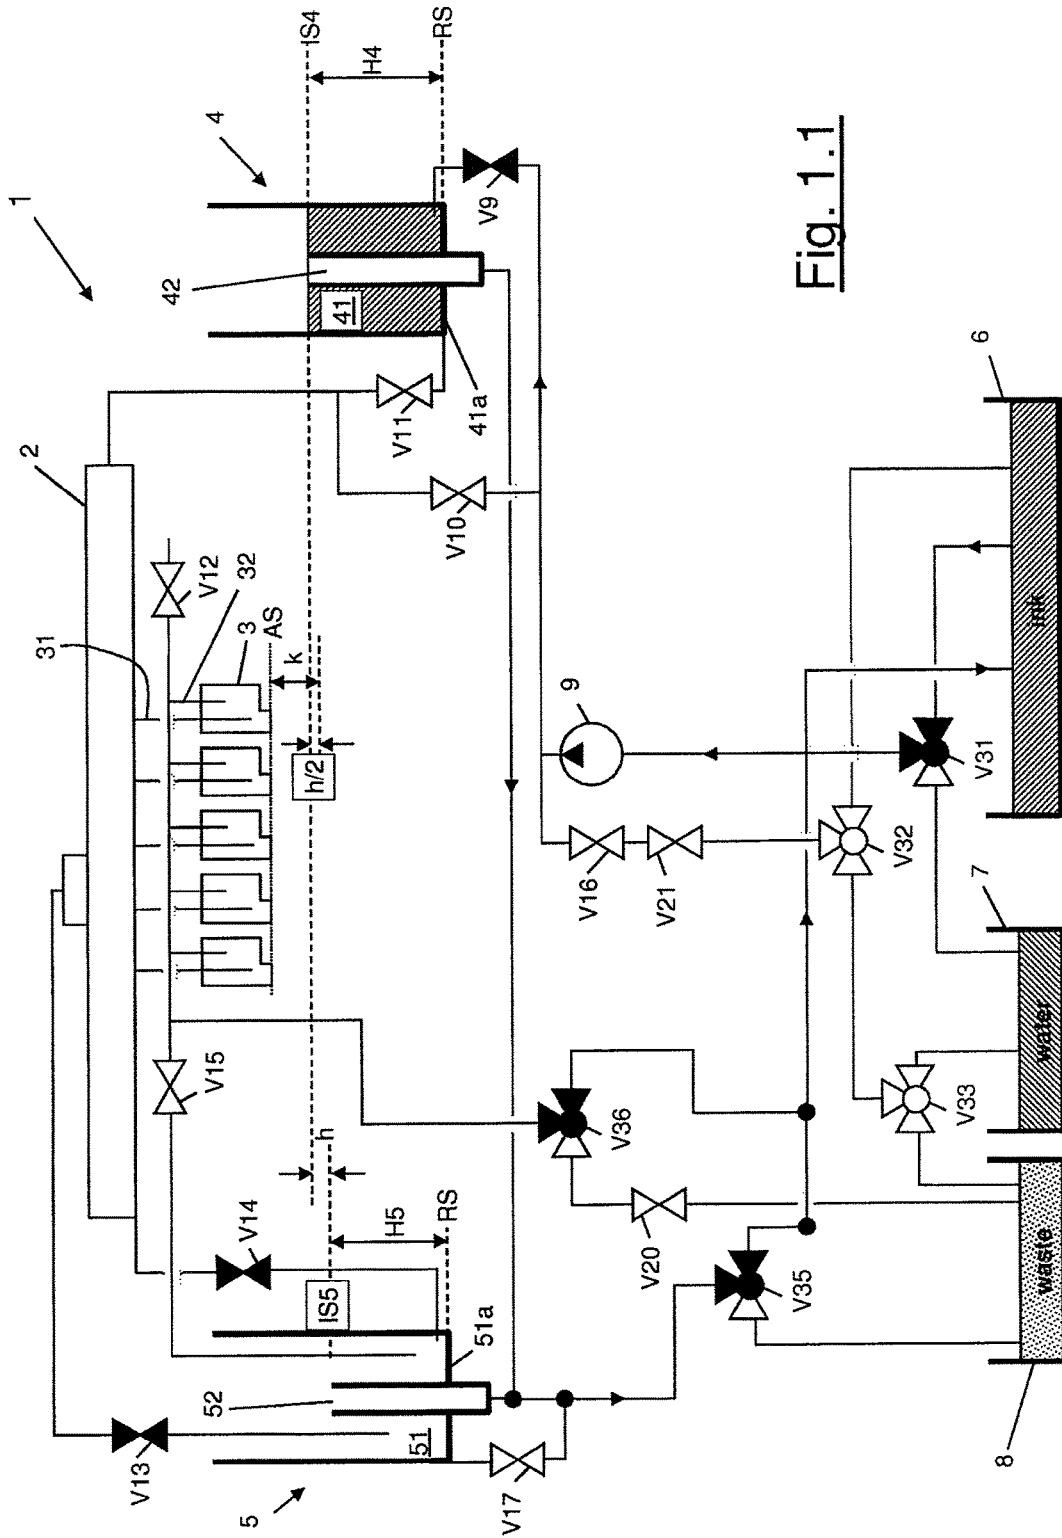 Fig. 1.1
1
2
3
4
5
6
7
8
9
31
32
41
41a
42
51
51a
52
IS4
H4
RS
AS
k
h/2
h
IS5
H5
RS
V9
V10
V11
V12
V13
V14
V15
V16
V17
V20
V21
V31
V32
V33
V35
V36
ink
water
waste